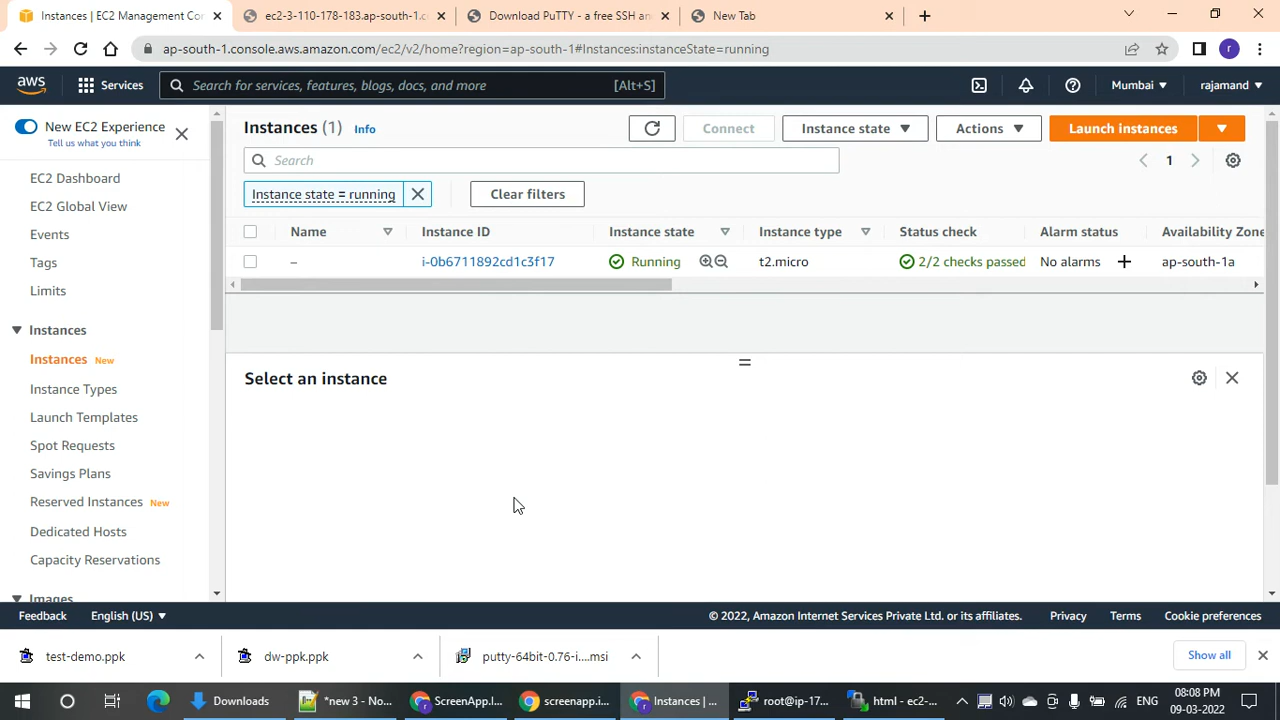 Instances | EC2 Management Co
ec2-3-110-178-183.ap-south-1.c
Download PuTTY - a free SSH an
New Tab
ap-south-1.console.aws.amazon.com/ec2/v2/home?region=ap-south-1#Instances:instanceState=running
r
aws
Services
Search for services, features, blogs, docs, and more
[Alt+S]
Mumbai
rajamand
New EC2 Experience
Tell us what you think
Instances (1)
Info
Connect
Instance state
Actions
Launch instances
Search
1
Instance state = running
Clear filters
EC2 Dashboard
EC2 Global View
Events
Tags
Limits
Instances
Instances New
Instance Types
Launch Templates
Spot Requests
Savings Plans
Reserved Instances New
Dedicated Hosts
Capacity Reservations
Images
Name
Instance ID
Instance state
Instance type
Status check
Alarm status
Availability Zone
–
i-0b6711892cd1c3f17
Running
t2.micro
2/2 checks passed
No alarms
ap-south-1a
Select an instance
Feedback
English (US)
© 2022, Amazon Internet Services Private Ltd. or its affiliates.
Privacy
Terms
Cookie preferences
test-demo.ppk
dw-ppk.ppk
putty-64bit-0.76-i....msi
Show all
Downloads
*new 3 - No...
ScreenApp.I...
screenapp.i...
Instances | ...
root@ip-17...
html - ec2-...
ENG
08:08 PM
09-03-2022